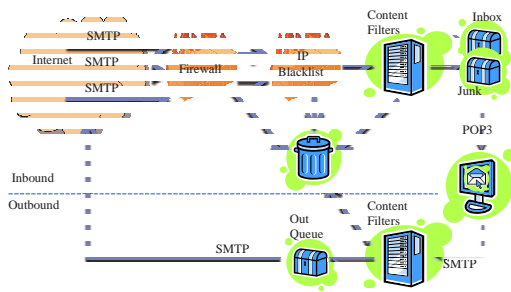 Content
Filters
Inbox
SMTP
Internet
SMTP
Firewall
IP
Blacklist
SMTP
Junk
POP3
Inbound
Outbound
Out
Queue
Content
Filters
SMTP
SMTP